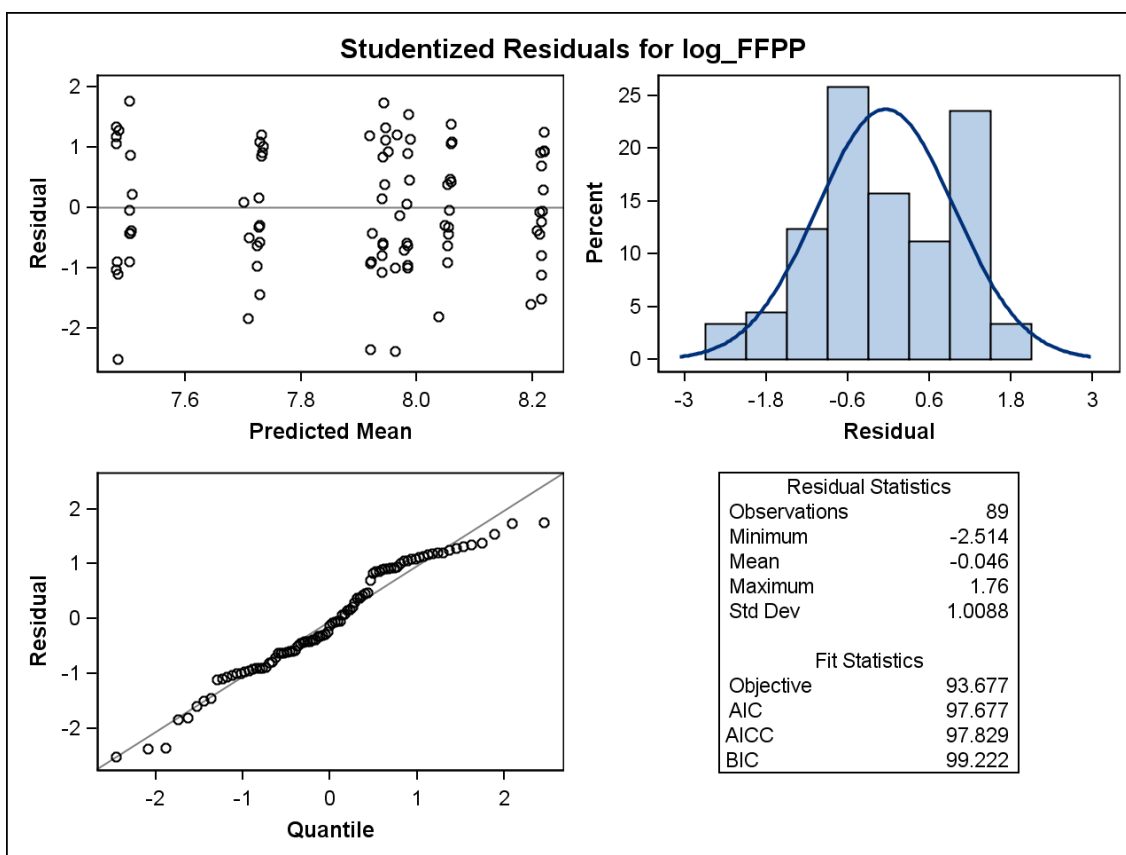 Studentized Residuals for log_FFPP
2
1
0
-1
-2
Residual
7.6 7.8 8.0 8.2
Predicted Mean
25
20
15
10
5
0
Percent
-3 -1.8 -0.6 0.6 1.8 3
Residual
2
1
0
-1
-2
Residual
-2 -1 0 1 2
Quantile
Residual Statistics
Observations 89
Minimum -2.514
Mean -0.046
Maximum 1.76
Std Dev 1.0088
Fit Statistics
Objective 93.677
AIC 97.677
AICC 97.829
BIC 99.222